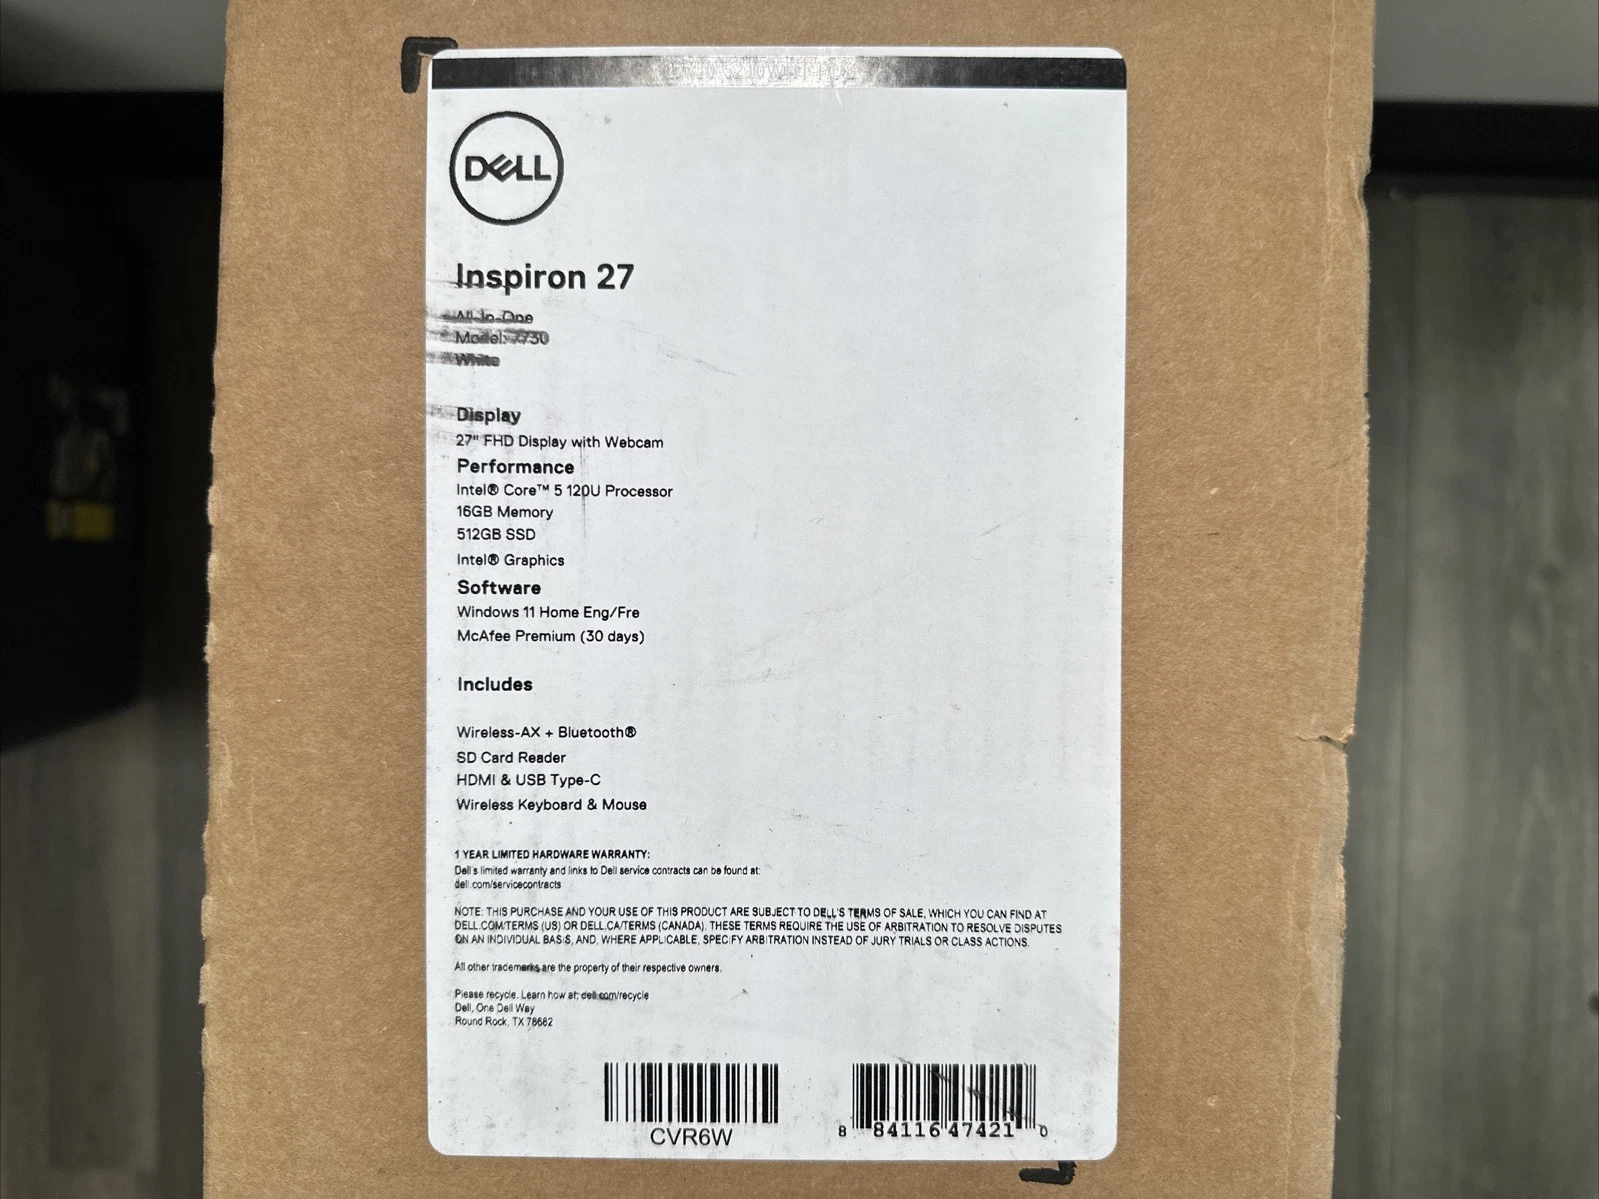 DELL
Inspiron 27
All-In-One
Model: 7730
White
Display
27" FHD Display with Webcam
Performance
Intel® Core™ 5 120U Processor
16GB Memory
512GB SSD
Intel® Graphics
Software
Windows 11 Home Eng/Fre
McAfee Premium (30 days)
Includes
Wireless-AX + Bluetooth®
SD Card Reader
HDMI & USB Type-C
Wireless Keyboard & Mouse
1 YEAR LIMITED HARDWARE WARRANTY:
Dell's limited warranty and links to Dell service contracts can be found at:
dell.com/servicecontracts
NOTE: THIS PURCHASE AND YOUR USE OF THIS PRODUCT ARE SUBJECT TO DELL'S TERMS OF SALE, WHICH YOU CAN FIND AT
DELL.COM/TERMS (US) OR DELL.CA/TERMS (CANADA). THESE TERMS REQUIRE THE USE OF ARBITRATION TO RESOLVE DISPUTES
ON AN INDIVIDUAL BASIS, AND, WHERE APPLICABLE, SPECIFY ARBITRATION INSTEAD OF JURY TRIALS OR CLASS ACTIONS.
All other trademarks are the property of their respective owners.
Please recycle. Learn how at; dell.com/recycle
Dell, One Dell Way
Round Rock, TX 78682
CVR6W
8 84116 47421 0